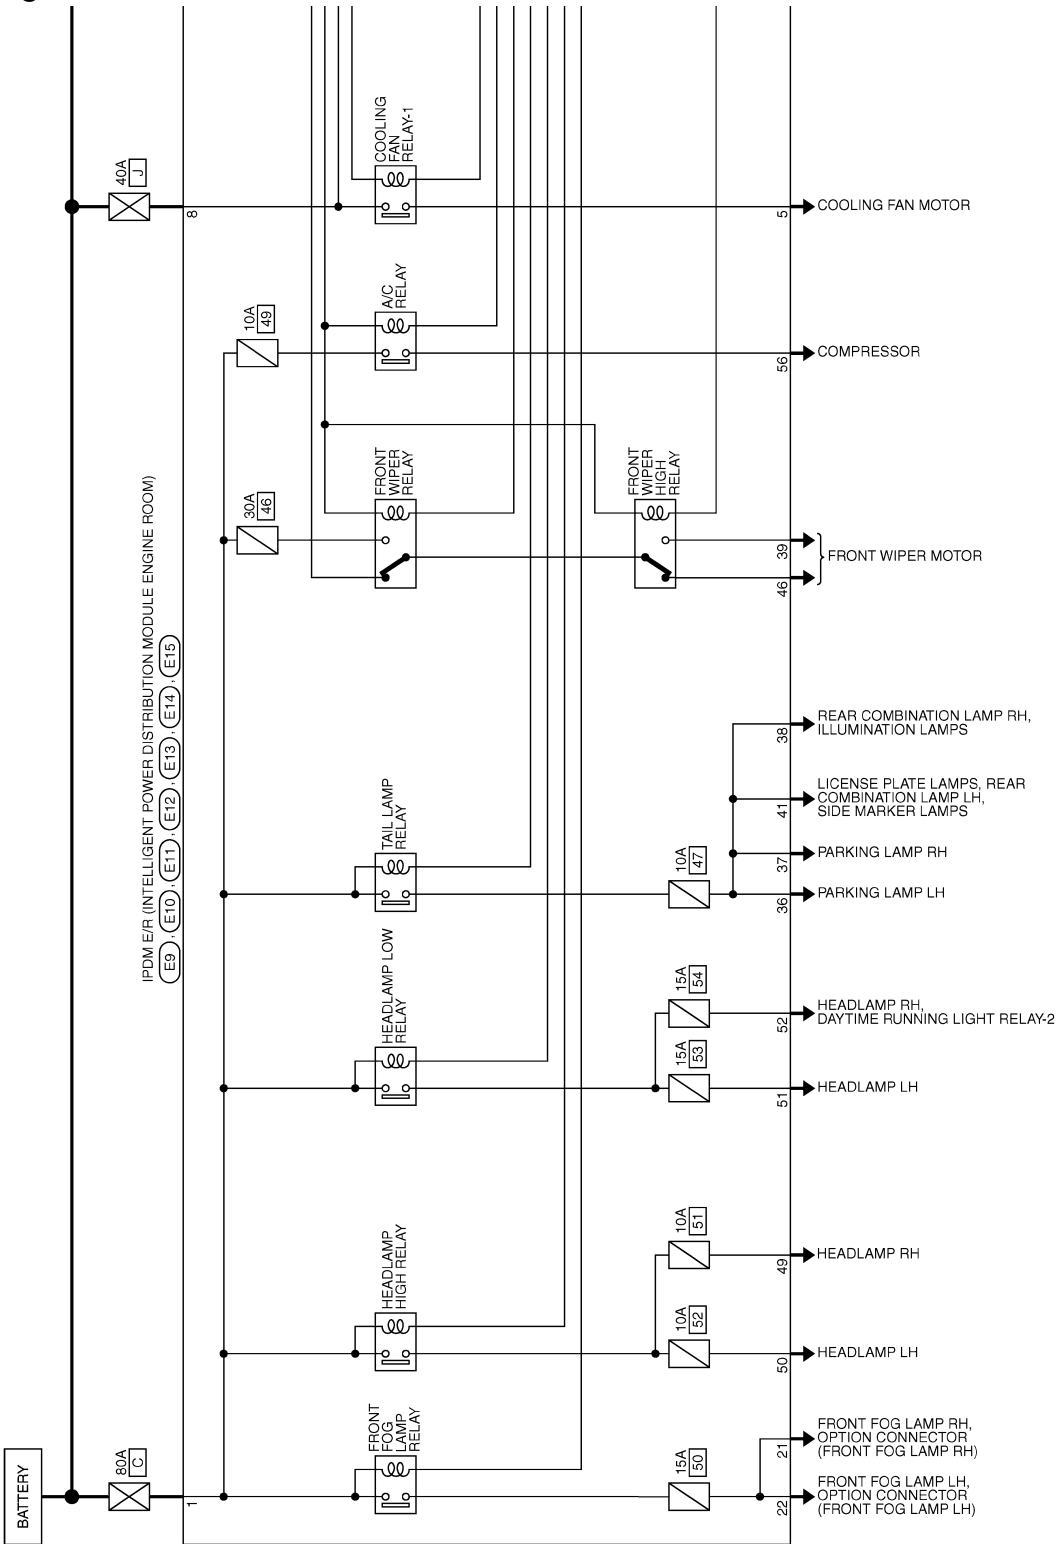 COOLING
FAN
RELAY-1
40A
J
8
5
COOLING FAN MOTOR
A/C
RELAY
10A
49
56
COMPRESSOR
IPDM E/R (INTELLIGENT POWER DISTRIBUTION MODULE ENGINE ROOM)
E9 , E10 , E11 , E12 , E13 , E14 , E15
30A
46
FRONT
WIPER
RELAY
FRONT
WIPER
HIGH
RELAY
39
46
FRONT WIPER MOTOR
38
REAR COMBINATION LAMP RH,
ILLUMINATION LAMPS
TAIL LAMP
RELAY
41
LICENSE PLATE LAMPS, REAR
COMBINATION LAMP LH,
SIDE MARKER LAMPS
10A
47
37
PARKING LAMP RH
36
PARKING LAMP LH
HEADLAMP LOW
RELAY
15A
54
52
HEADLAMP RH,
DAYTIME RUNNING LIGHT RELAY-2
15A
53
51
HEADLAMP LH
HEADLAMP
HIGH RELAY
10A
51
49
HEADLAMP RH
10A
52
50
HEADLAMP LH
BATTERY
80A
C
1
FRONT
FOG
LAMP
RELAY
15A
50
21
FRONT FOG LAMP RH,
OPTION CONNECTOR
(FRONT FOG LAMP RH)
22
FRONT FOG LAMP LH,
OPTION CONNECTOR
(FRONT FOG LAMP LH)